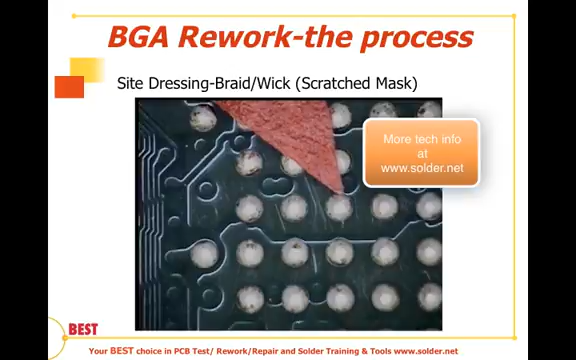 BGA Rework-the process
Site Dressing-Braid/Wick (Scratched Mask)
More tech info
at
www.solder.net
BEST
Your BEST choice in PCB Test/ Rework/Repair and Solder Training & Tools www.solder.net